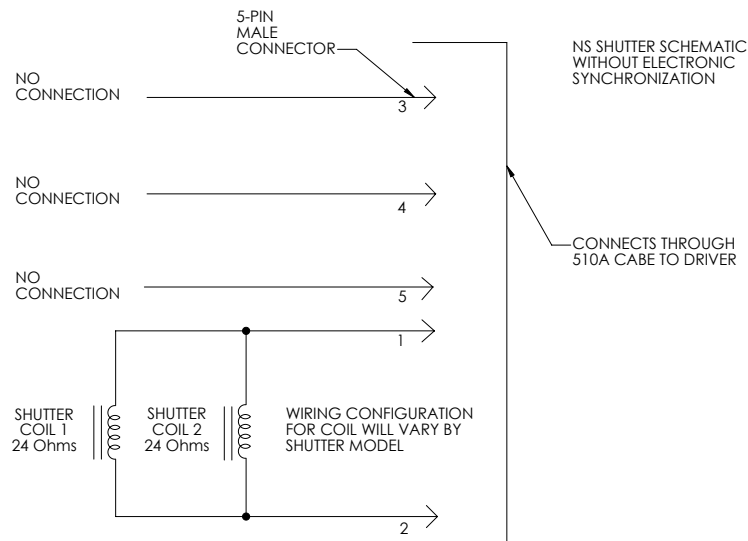 5-PIN
MALE
CONNECTOR
NS SHUTTER SCHEMATIC
WITHOUT ELECTRONIC
SYNCHRONIZATION
NO
CONNECTION
3
NO
CONNECTION
4
CONNECTS THROUGH
510A CABE TO DRIVER
NO
CONNECTION
5
1
SHUTTER
COIL 1
24 Ohms
SHUTTER
COIL 2
24 Ohms
WIRING CONFIGURATION
FOR COIL WILL VARY BY
SHUTTER MODEL
2